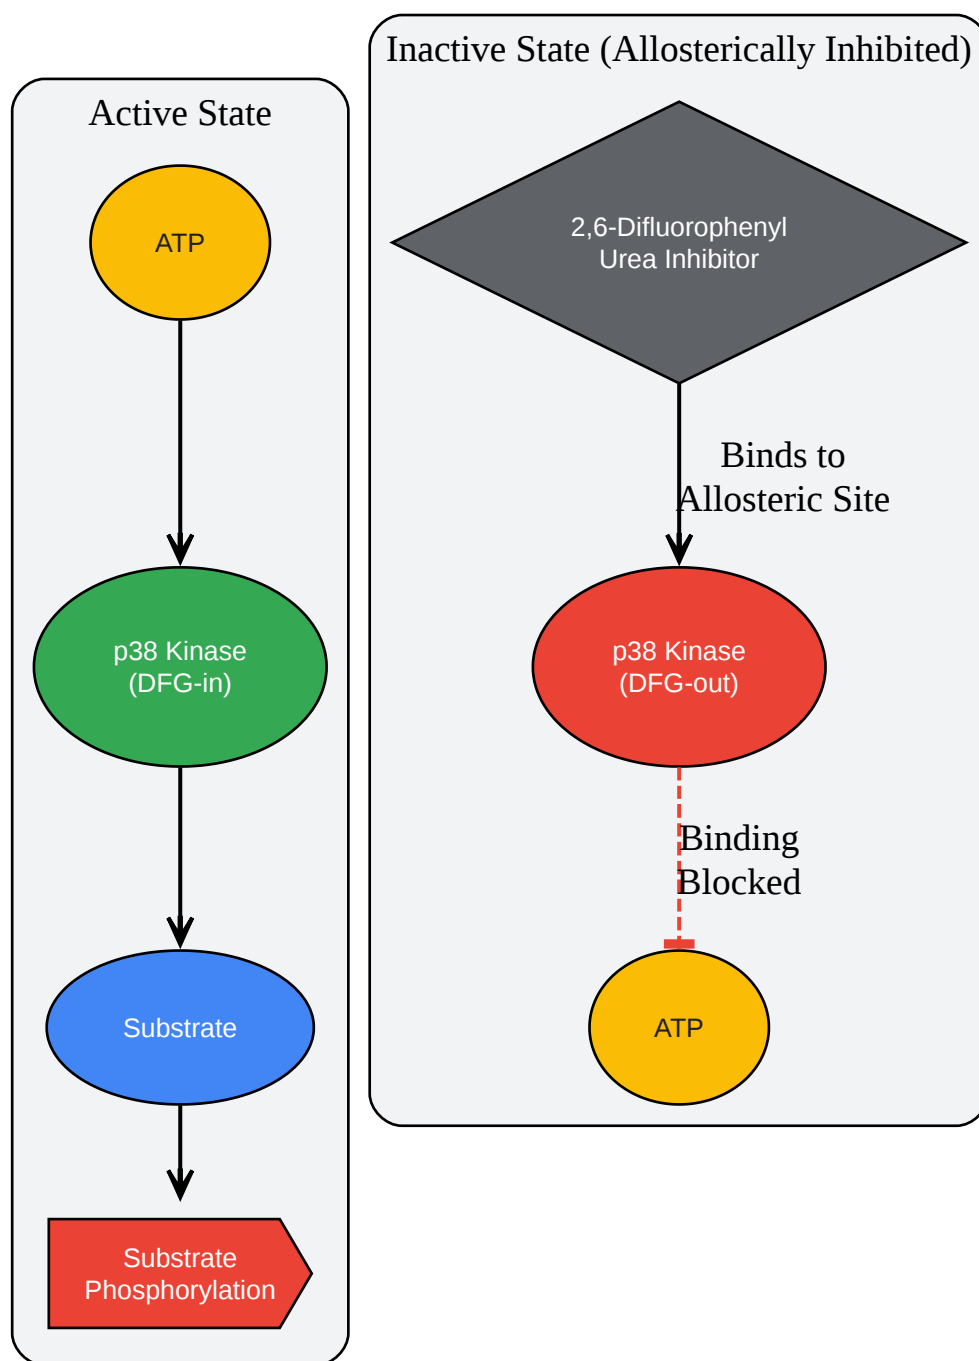 Active State
ATP
p38 Kinase
(DFG-in)
Substrate
Substrate
Phosphorylation
Inactive State (Allosterically Inhibited)
2,6-Difluorophenyl
Urea Inhibitor
Binds to
Allosteric Site
p38 Kinase
(DFG-out)
Binding
Blocked
ATP